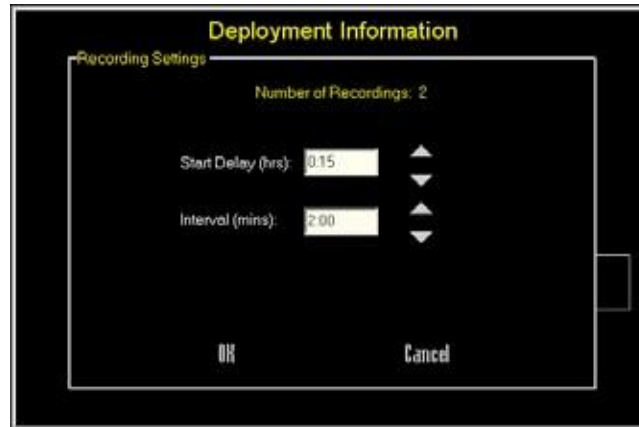 Deployment Information
Recording Settings
Number of Recordings: 2
Start Delay (hrs): 0:15
Interval (mins): 2:00
OK Cancel